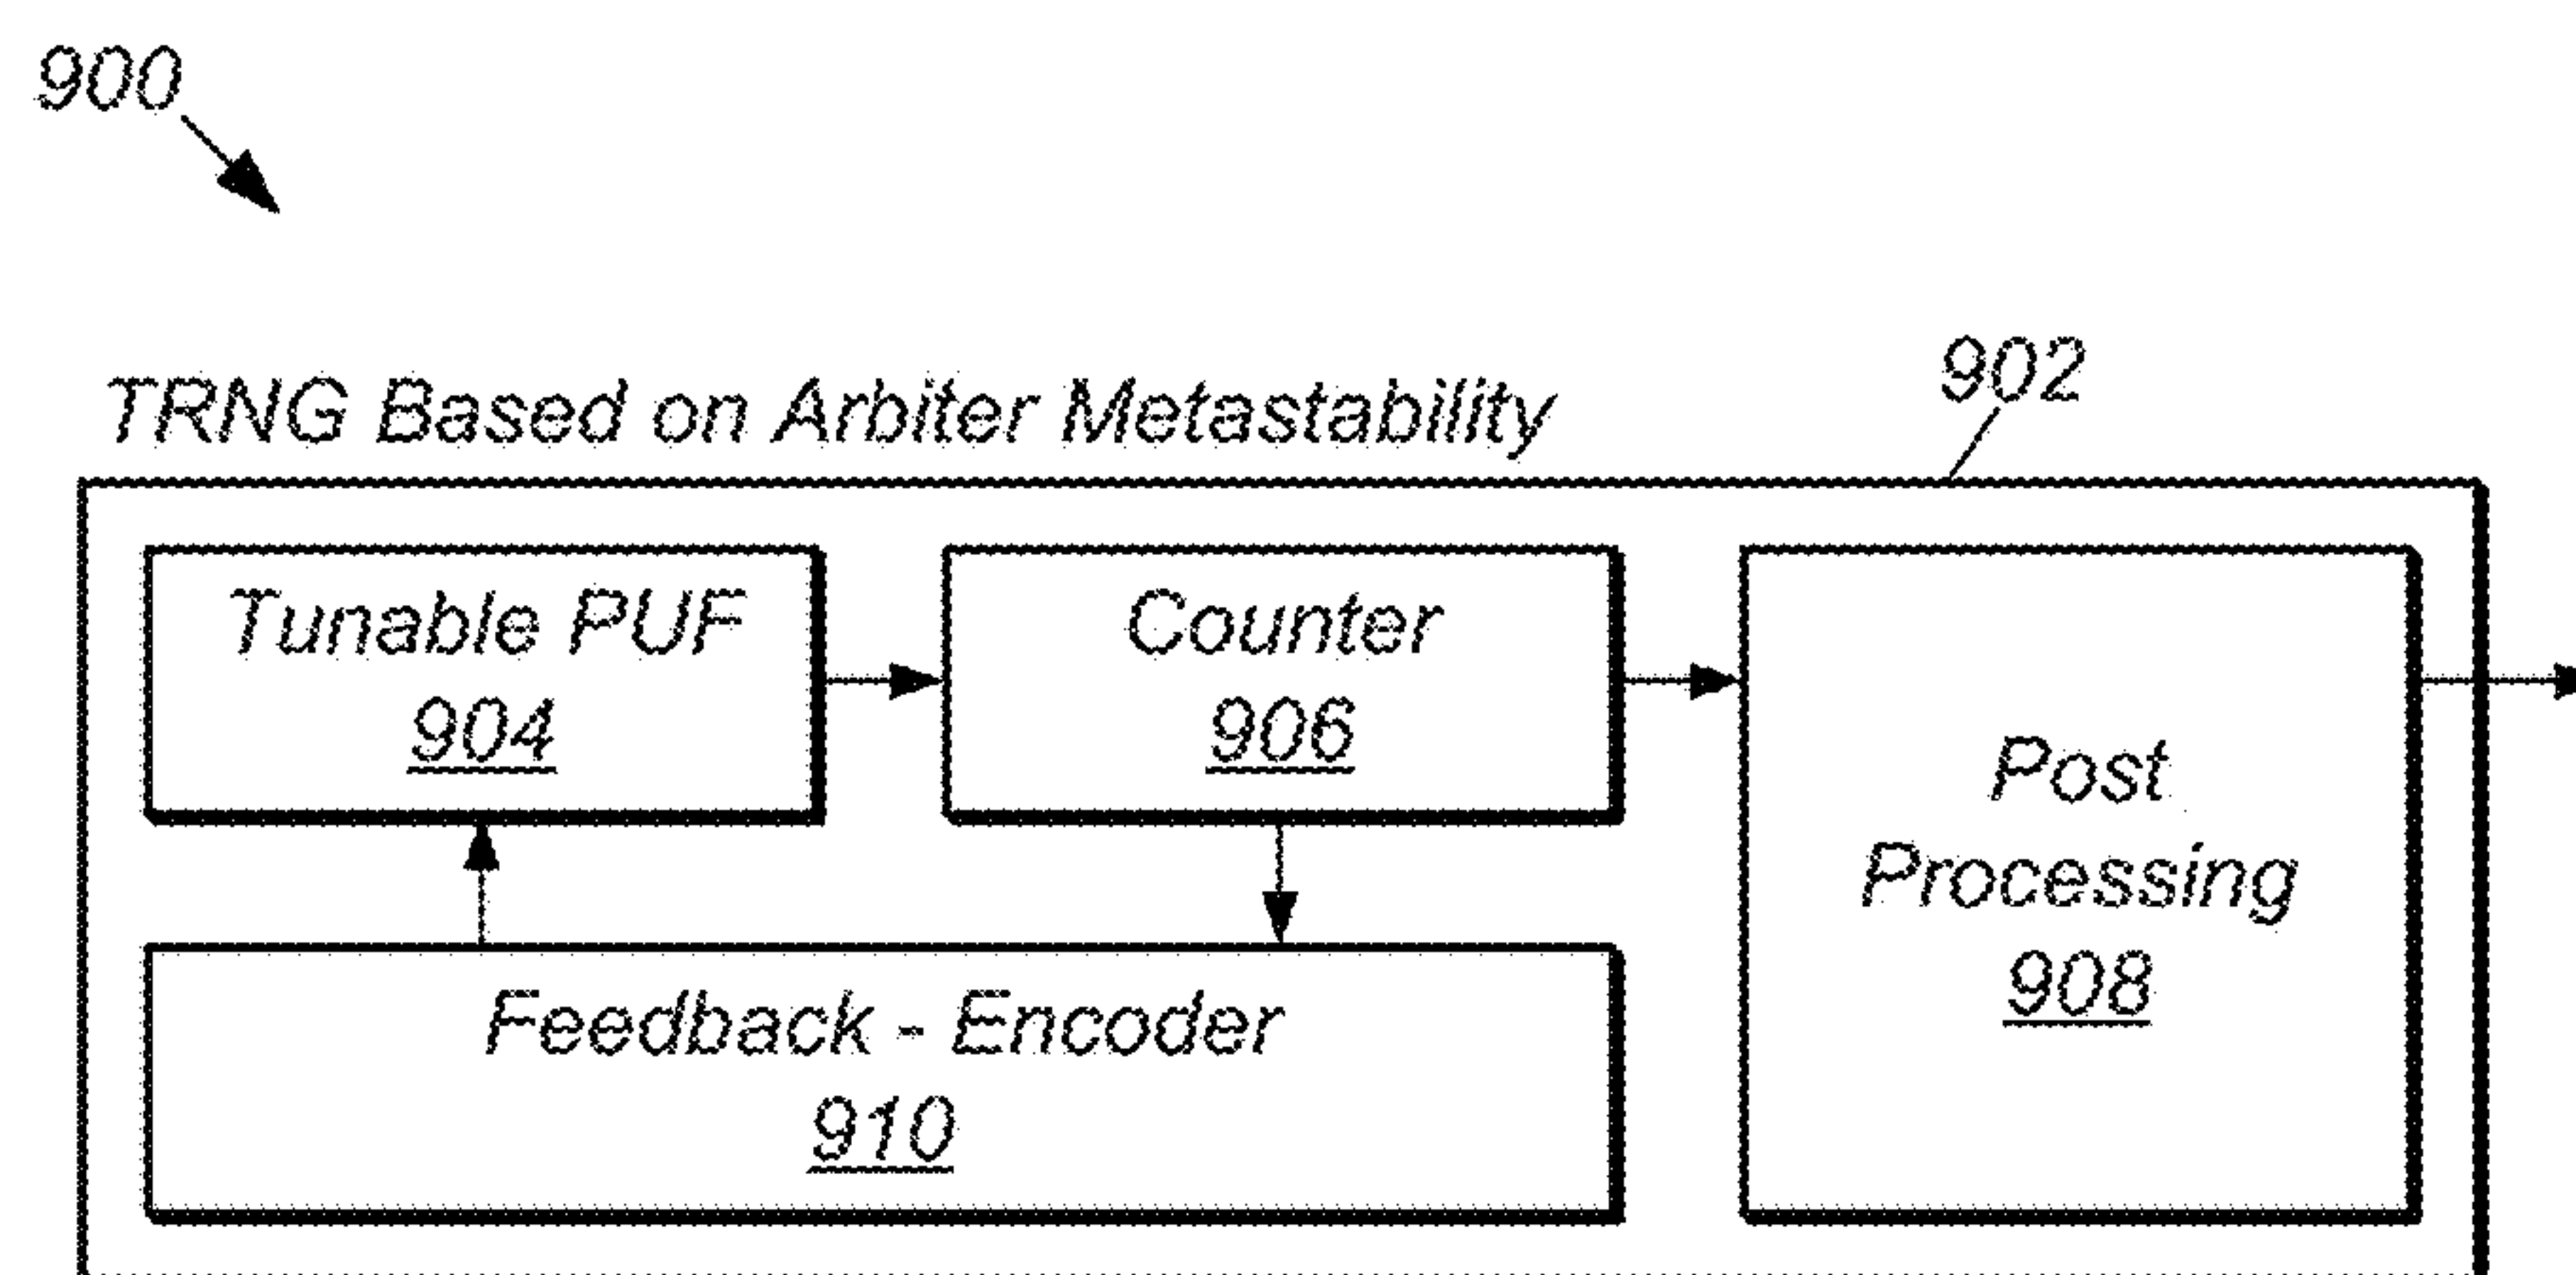 900
902
TRNG Based on Arbiter Metastability
Tunable PUF
904
Counter
906
Post
Processing
908
Feedback - Encoder
910